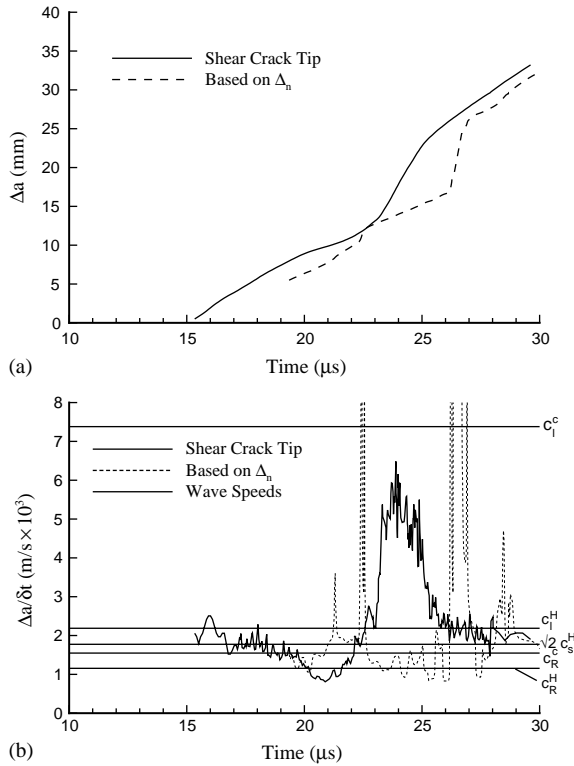 40
35
30
25
20
15
10
5
0
Δa (mm)
Shear Crack Tip
Based on Δn
10 15 20 25 30
(a)
Time (μs)
8
7
6
5
4
3
2
1
0
Δa/δt (m/s×10³)
Shear Crack Tip
Based on Δn
Wave Speeds
c_l^c
c_l^H
√2 c_s^H
c_R^c
c_R^H
10 15 20 25 30
(b)
Time (μs)